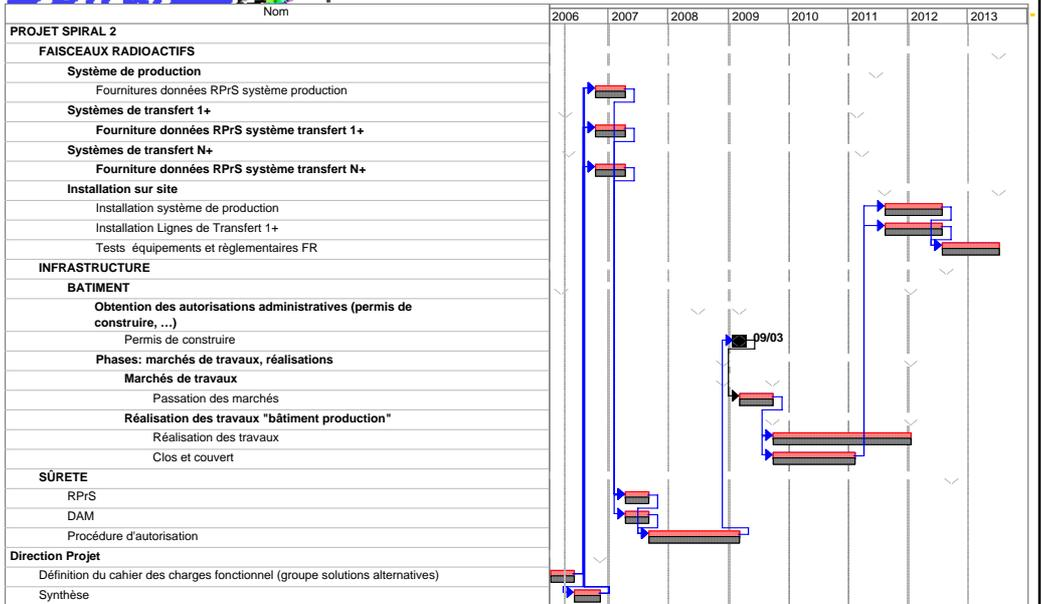 Nom
2006 2007 2008 2009 2010 2011 2012 2013
PROJET SPIRAL 2
FAISCEAUX RADIOACTIFS
Système de production
Fournitures données RPrS système production
Systèmes de transfert 1+
Fourniture données RPrS système transfert 1+
Systèmes de transfert N+
Fourniture données RPrS système transfert N+
Installation sur site
Installation système de production
Installation Lignes de Transfert 1+
Tests équipements et règlementaires FR
INFRASTRUCTURE
BATIMENT
Obtention des autorisations administratives (permis de
construire, ...)
Permis de construire
09/03
Phases: marchés de travaux, réalisations
Marchés de travaux
Passation des marchés
Réalisation des travaux "bâtiment production"
Réalisation des travaux
Clos et couvert
SÛRETE
RPrS
DAM
Procédure d'autorisation
Direction Projet
Définition du cahier des charges fonctionnel (groupe solutions alternatives)
Synthèse